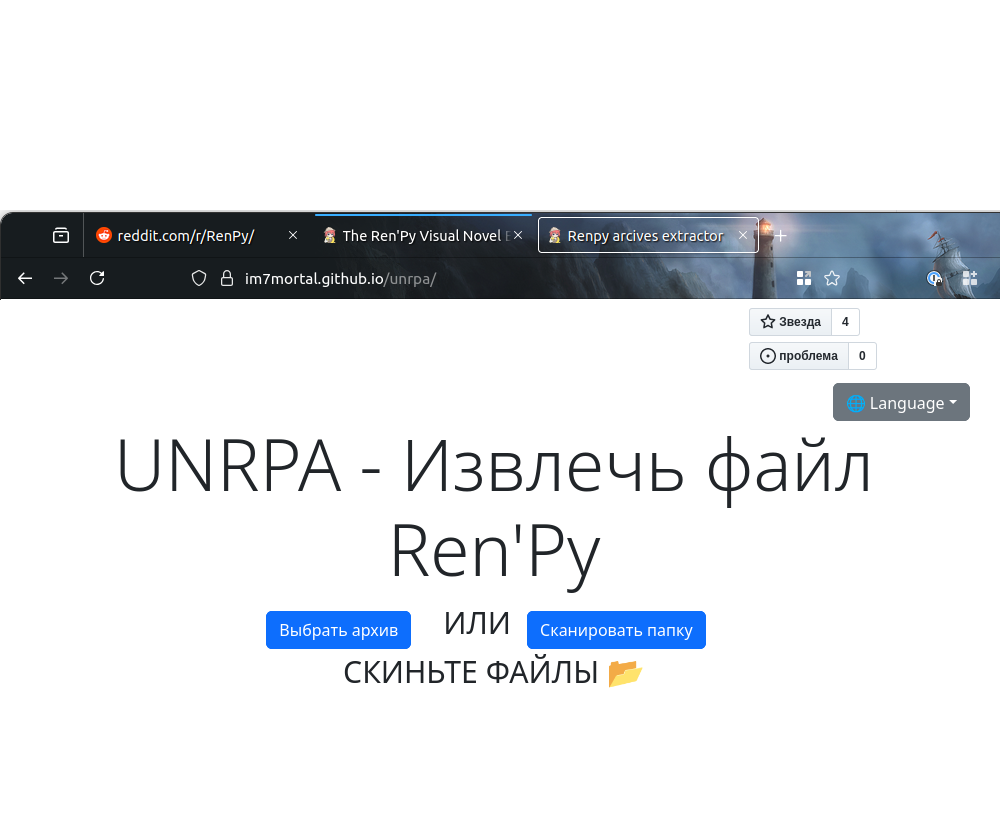 reddit.com/r/RenPy/
The Ren'Py Visual Novel
Renpy arcives extractor
im7mortal.github.io/unrpa/
Звезда 4
проблема 0
🌐 Language
UNRPA - Извлечь файл
Ren'Py
Выбрать архив ИЛИ Сканировать папку
СКИНЬТЕ ФАЙЛЫ 📂